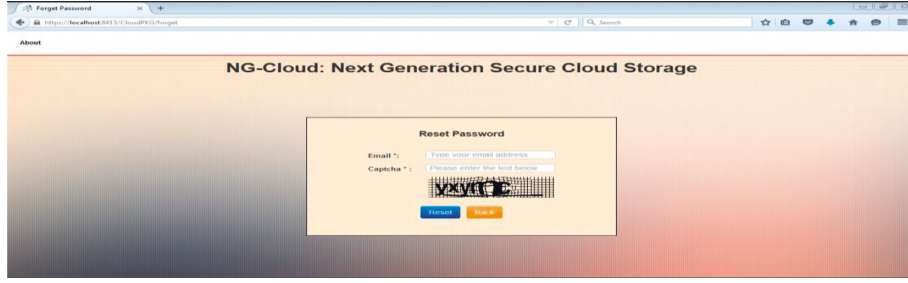 Forget Password
https://localhost:8413/CloudPKG/forget
Search
About
NG-Cloud: Next Generation Secure Cloud Storage
Reset Password
Email *:
Type your email address
Captcha * :
Please enter the text below
Reset
Back